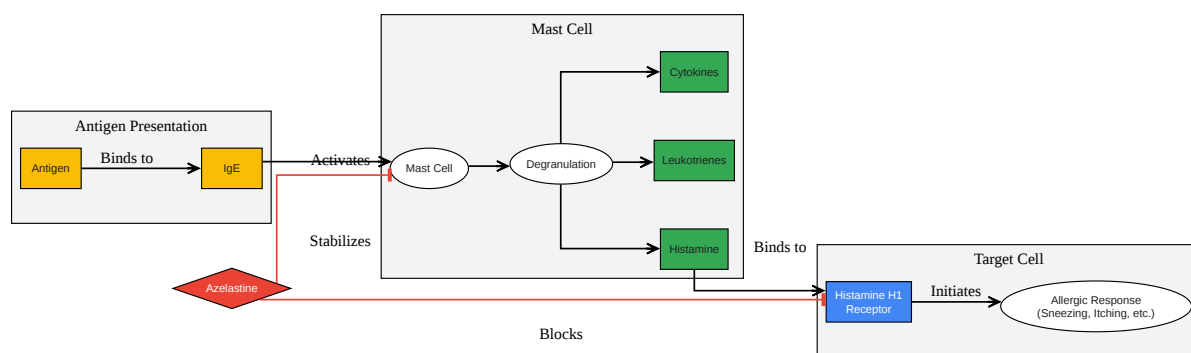 Mast Cell
Cytokines
Antigen Presentation
Antigen
Binds to
IgE
Activates
Mast Cell
Degranulation
Leukotrienes
Stabilizes
Histamine
Binds to
Target Cell
Azelastine
Histamine H1
Receptor
Initiates
Allergic Response
(Sneezing, Itching, etc.)
Blocks